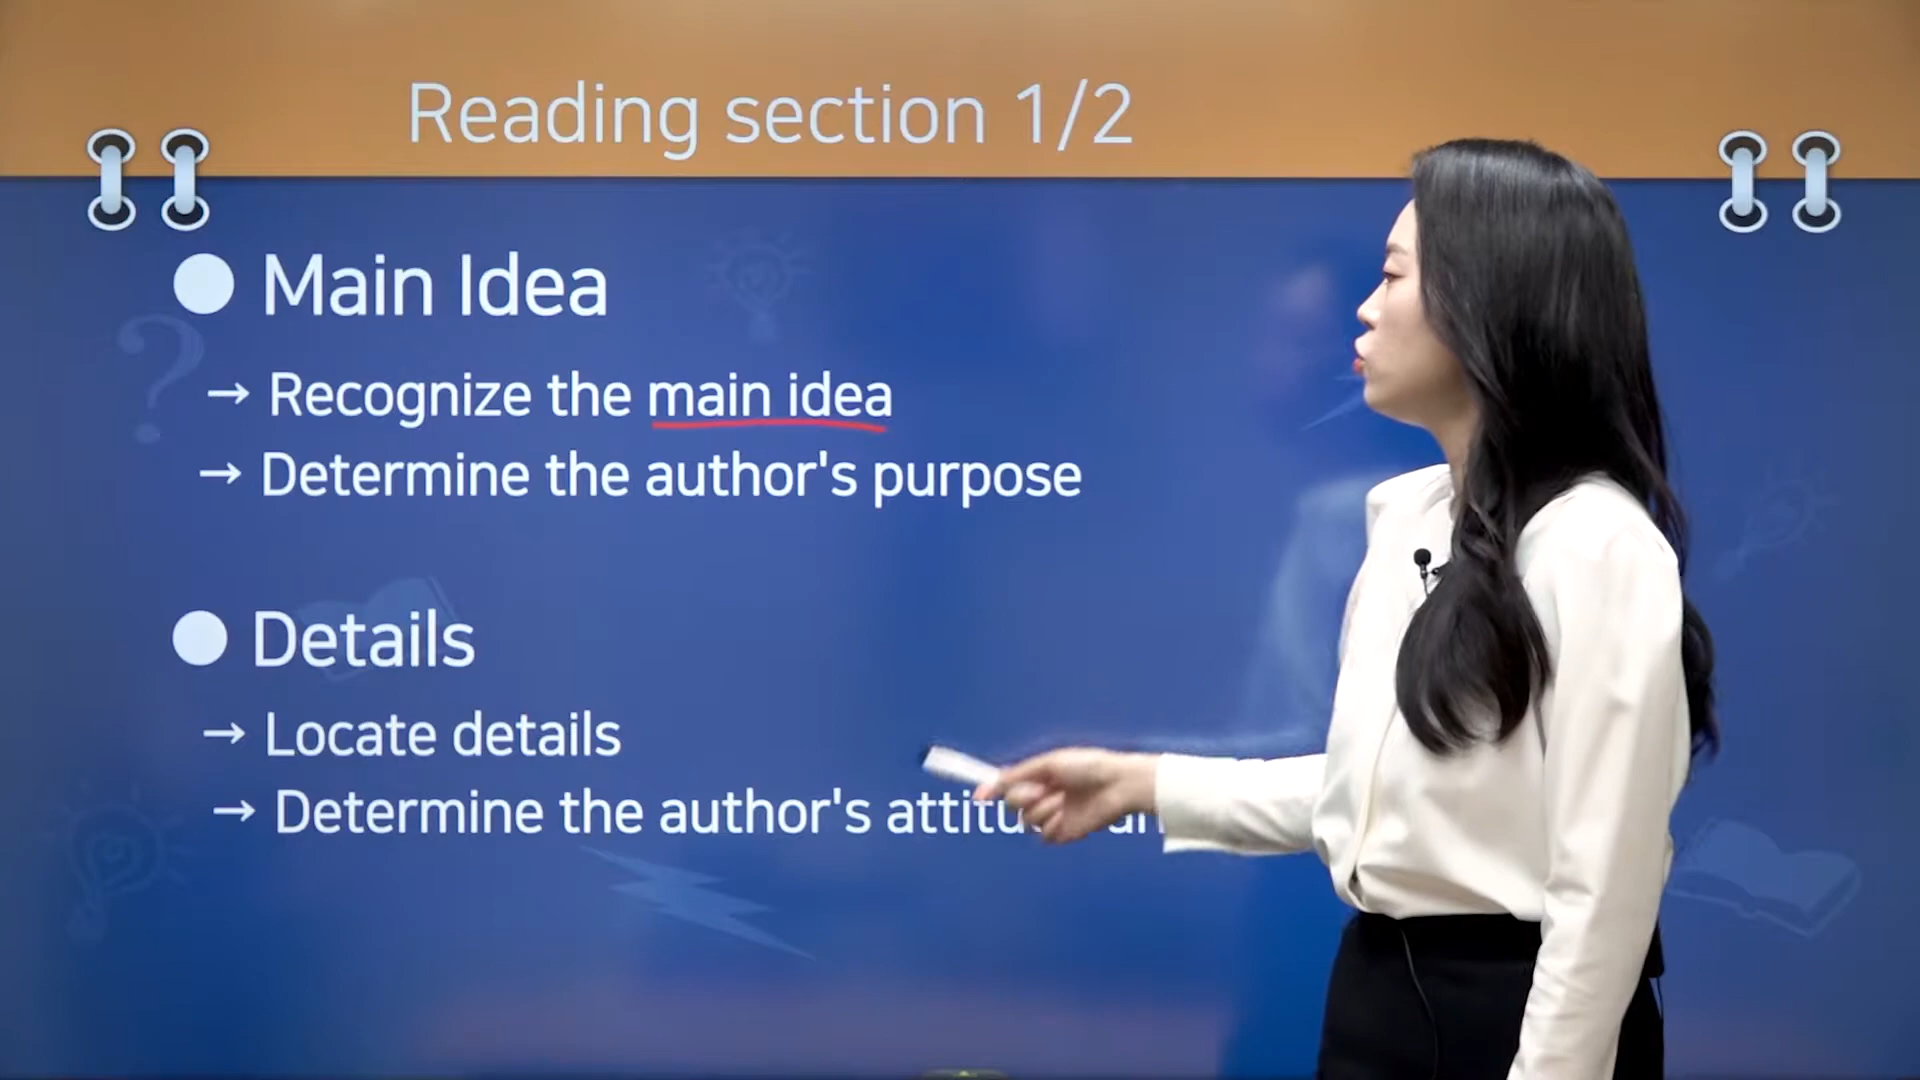 Reading section 1/2
● Main Idea
→ Recognize the main idea
→ Determine the author's purpose
● Details
→ Locate details
→ Determine the author's